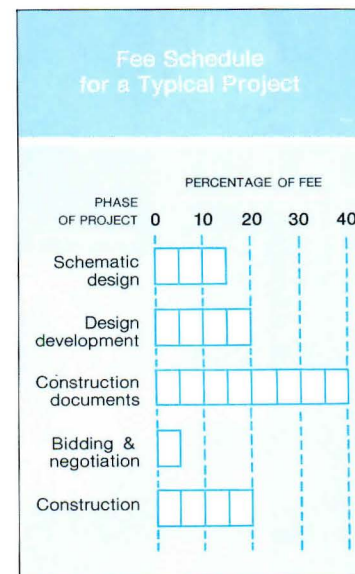 Fee Schedule
for a Typical Project
PERCENTAGE OF FEE
PHASE
OF PROJECT 0 10 20 30 40
Schematic
design
Design
development
Construction
documents
Bidding &
negotiation
Construction